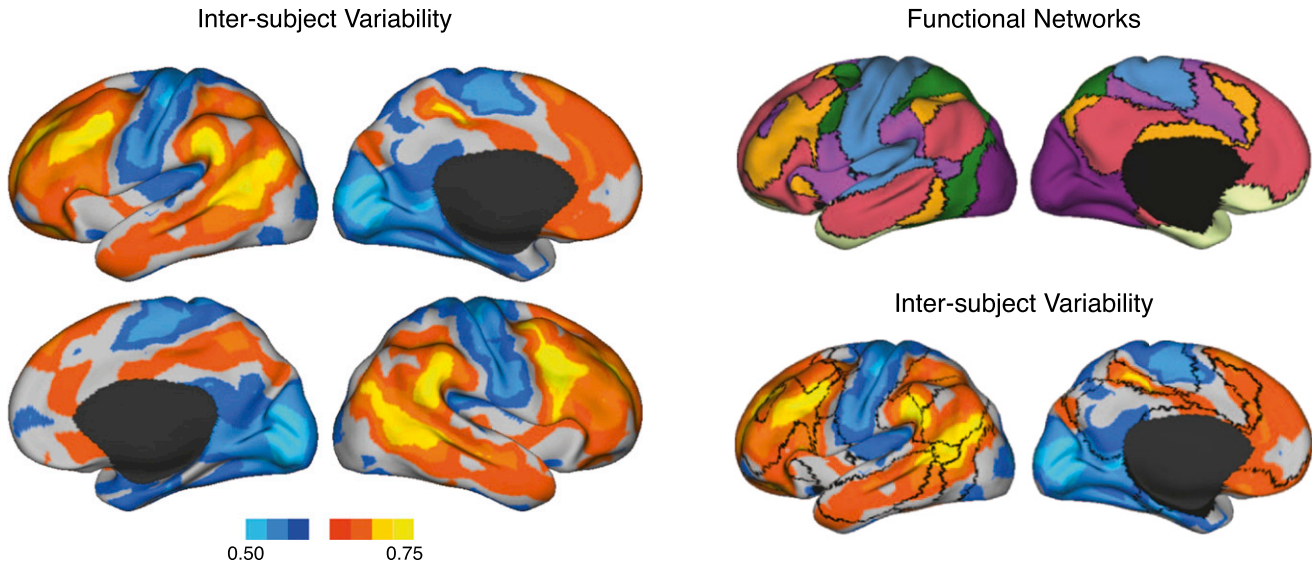 Inter-subject Variability
Functional Networks
Inter-subject Variability
0.50
0.75